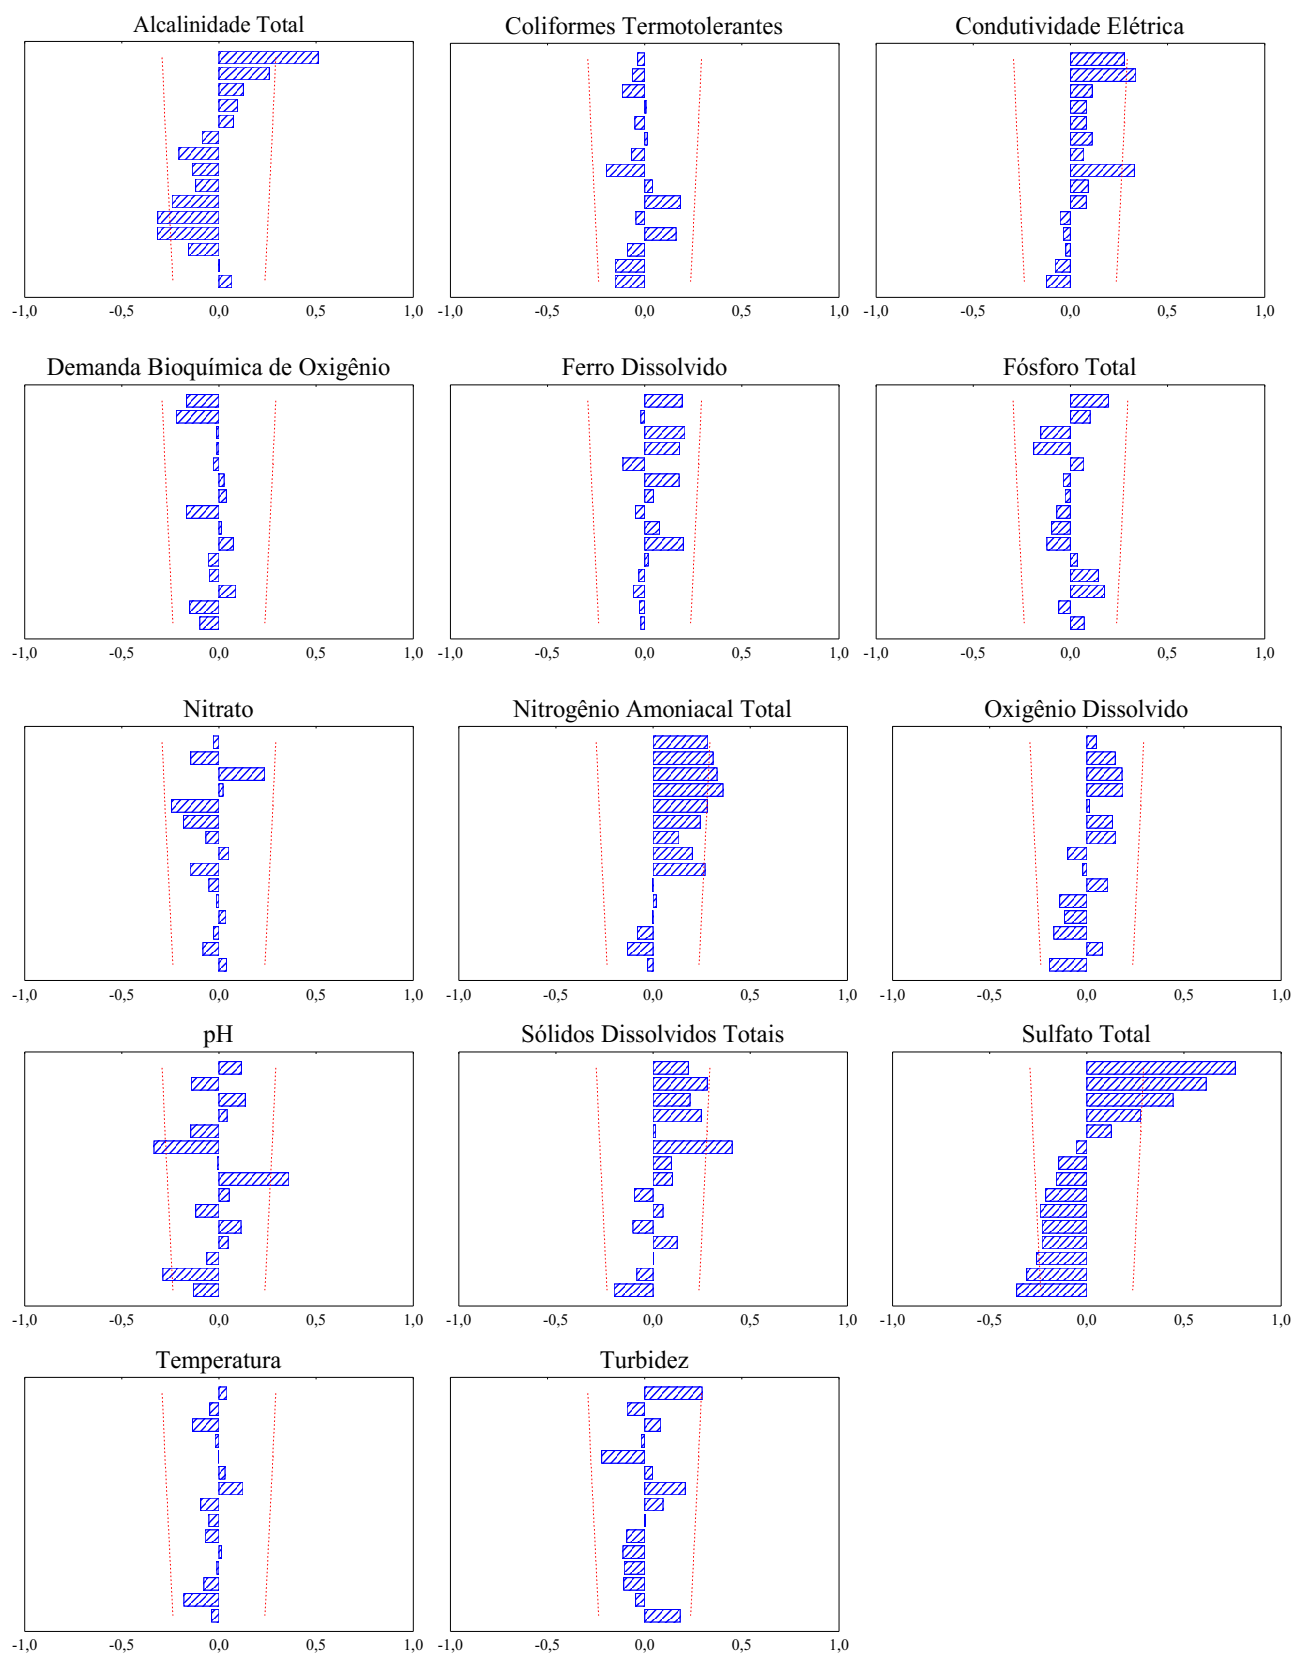 Alcalinidade Total
Coliformes Termotolerantes
Condutividade Elétrica
-1,0 -0,5 0,0 0,5 1,0
-1,0 -0,5 0,0 0,5 1,0
-1,0 -0,5 0,0 0,5 1,0
Demanda Bioquímica de Oxigênio
Ferro Dissolvido
Fósforo Total
-1,0 -0,5 0,0 0,5 1,0
-1,0 -0,5 0,0 0,5 1,0
-1,0 -0,5 0,0 0,5 1,0
Nitrato
Nitrogênio Amoniacal Total
Oxigênio Dissolvido
-1,0 -0,5 0,0 0,5 1,0
-1,0 -0,5 0,0 0,5 1,0
-1,0 -0,5 0,0 0,5 1,0
pH
Sólidos Dissolvidos Totais
Sulfato Total
-1,0 -0,5 0,0 0,5 1,0
-1,0 -0,5 0,0 0,5 1,0
-1,0 -0,5 0,0 0,5 1,0
Temperatura
Turbidez
-1,0 -0,5 0,0 0,5 1,0
-1,0 -0,5 0,0 0,5 1,0